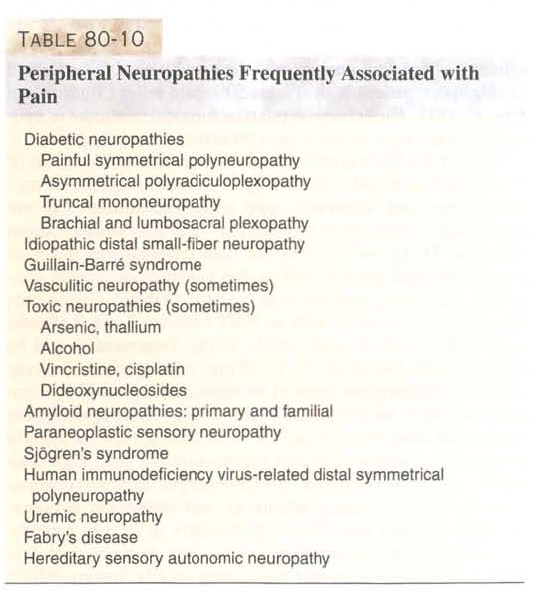 TABLE 80-10
Peripheral Neuropathies Frequently Associated with
Pain
Diabetic neuropathies
Painful symmetrical polyneuropathy
Asymmetrical polyradiculoplexopathy
Truncal mononeuropathy
Brachial and lumbosacral plexopathy
Idiopathic distal small-fiber neuropathy
Guillain-Barré syndrome
Vasculitic neuropathy (sometimes)
Toxic neuropathies (sometimes)
Arsenic, thallium
Alcohol
Vincristine, cisplatin
Dideoxynucleosides
Amyloid neuropathies: primary and familial
Paraneoplastic sensory neuropathy
Sjögren's syndrome
Human immunodeficiency virus-related distal symmetrical
polyneuropathy
Uremic neuropathy
Fabry's disease
Hereditary sensory autonomic neuropathy